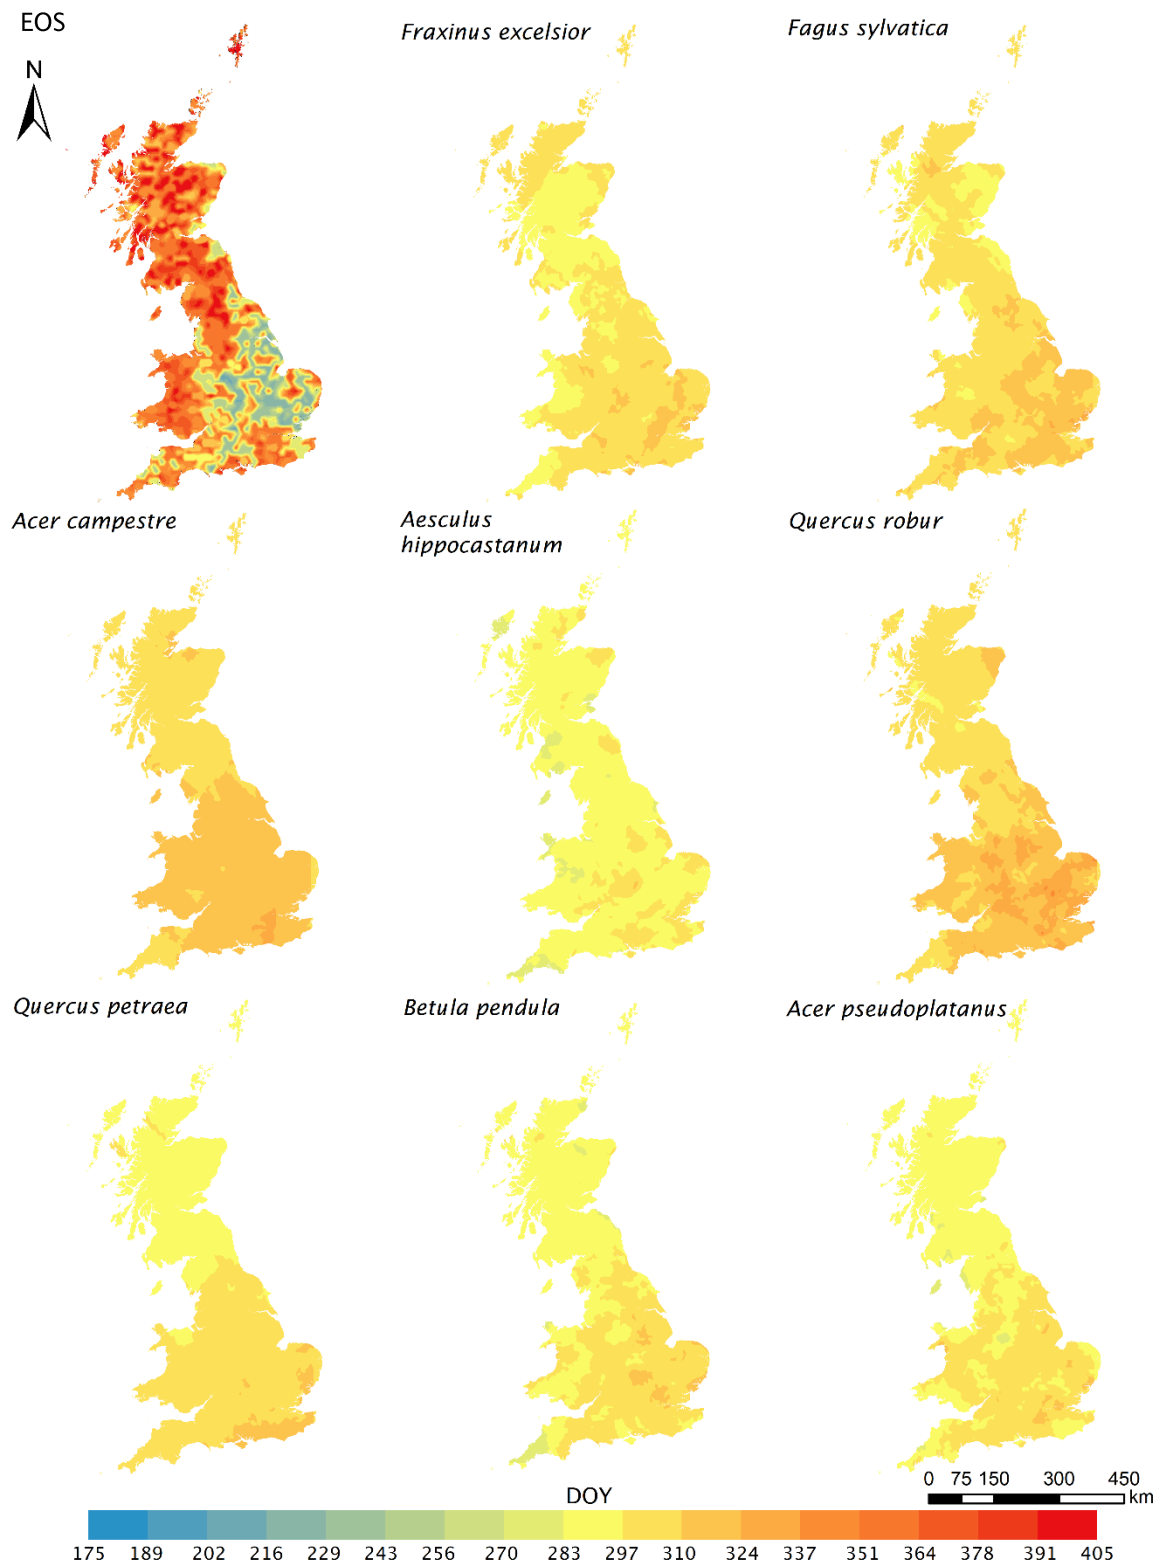 EOS
Fraxinus excelsior
Fagus sylvatica
N
Acer campestre
Aesculus
hippocastanum
Quercus robur
Quercus petraea
Betula pendula
Acer pseudoplatanus
0 75 150 300 450
km
DOY
175 189 202 216 229 243 256 270 283 297 310 324 337 351 364 378 391 405